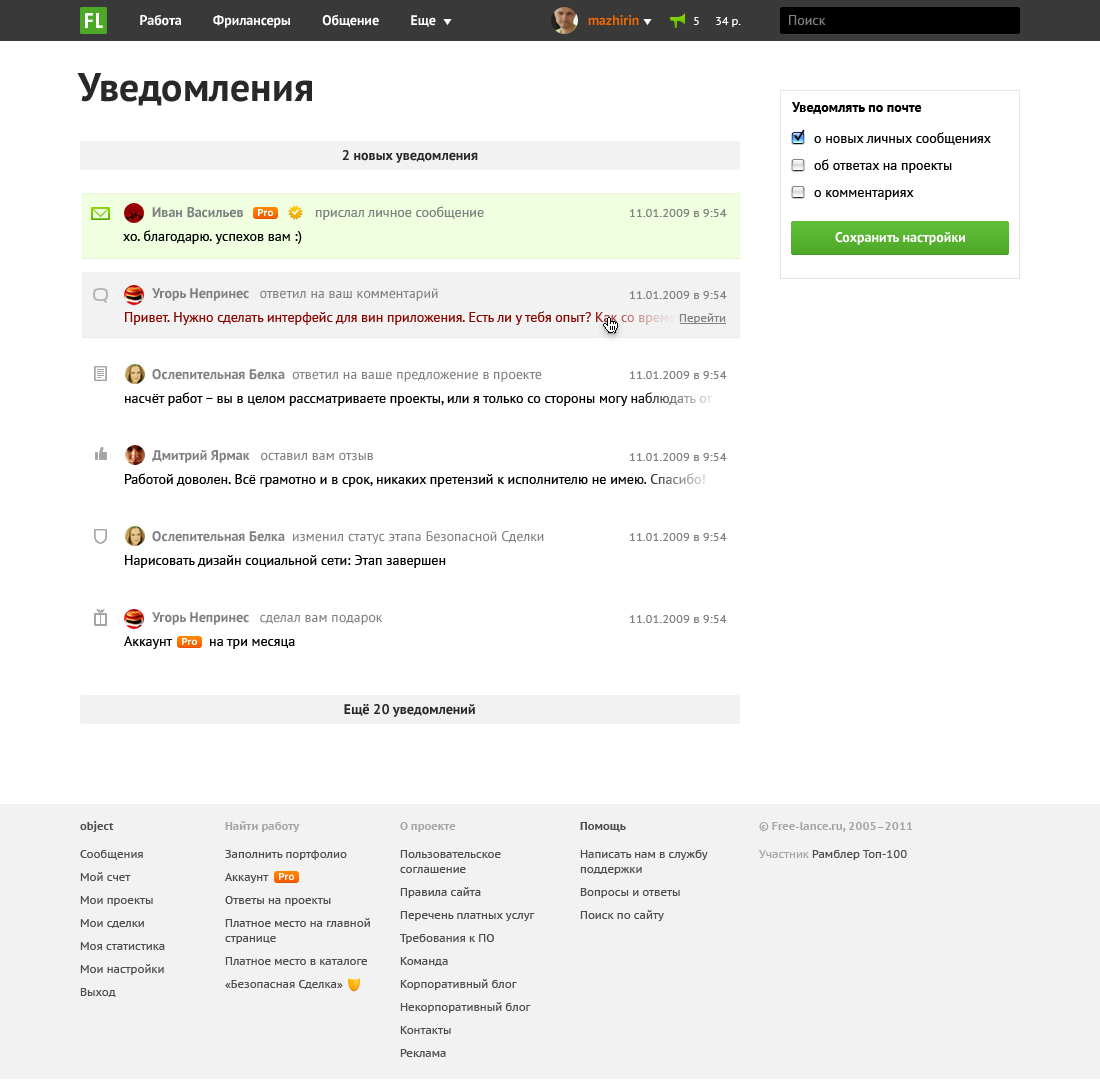 FL Работа Фрилансеры Общение Еще mazhirin 5 34 р. Поиск
Уведомления
2 новых уведомления
Иван Васильев Pro прислал личное сообщение 11.01.2009 в 9:54
хо. благодарю. успехов вам :)
Угорь Непринес ответил на ваш комментарий 11.01.2009 в 9:54
Привет. Нужно сделать интерфейс для вин приложения. Есть ли у тебя опыт? Как со време Перейти
Ослепительная Белка ответил на ваше предложение в проекте 11.01.2009 в 9:54
насчёт работ – вы в целом рассматриваете проекты, или я только со стороны могу наблюдать от
Дмитрий Ярмак оставил вам отзыв 11.01.2009 в 9:54
Работой доволен. Всё грамотно и в срок, никаких претензий к исполнителю не имею. Спасибо!
Ослепительная Белка изменил статус этапа Безопасной Сделки 11.01.2009 в 9:54
Нарисовать дизайн социальной сети: Этап завершен
Угорь Непринес сделал вам подарок 11.01.2009 в 9:54
Аккаунт Pro на три месяца
Ещё 20 уведомлений
Уведомлять по почте
о новых личных сообщениях
об ответах на проекты
о комментариях
Сохранить настройки
object
Сообщения
Мой счет
Мои проекты
Мои сделки
Моя статистика
Мои настройки
Выход
Найти работу
Заполнить портфолио
Аккаунт Pro
Ответы на проекты
Платное место на главной
странице
Платное место в каталоге
«Безопасная Сделка»
О проекте
Пользовательское
соглашение
Правила сайта
Перечень платных услуг
Требования к ПО
Команда
Корпоративный блог
Некорпоративный блог
Контакты
Реклама
Помощь
Написать нам в службу
поддержки
Вопросы и ответы
Поиск по сайту
© Free-lance.ru, 2005–2011
Участник Рамблер Топ-100